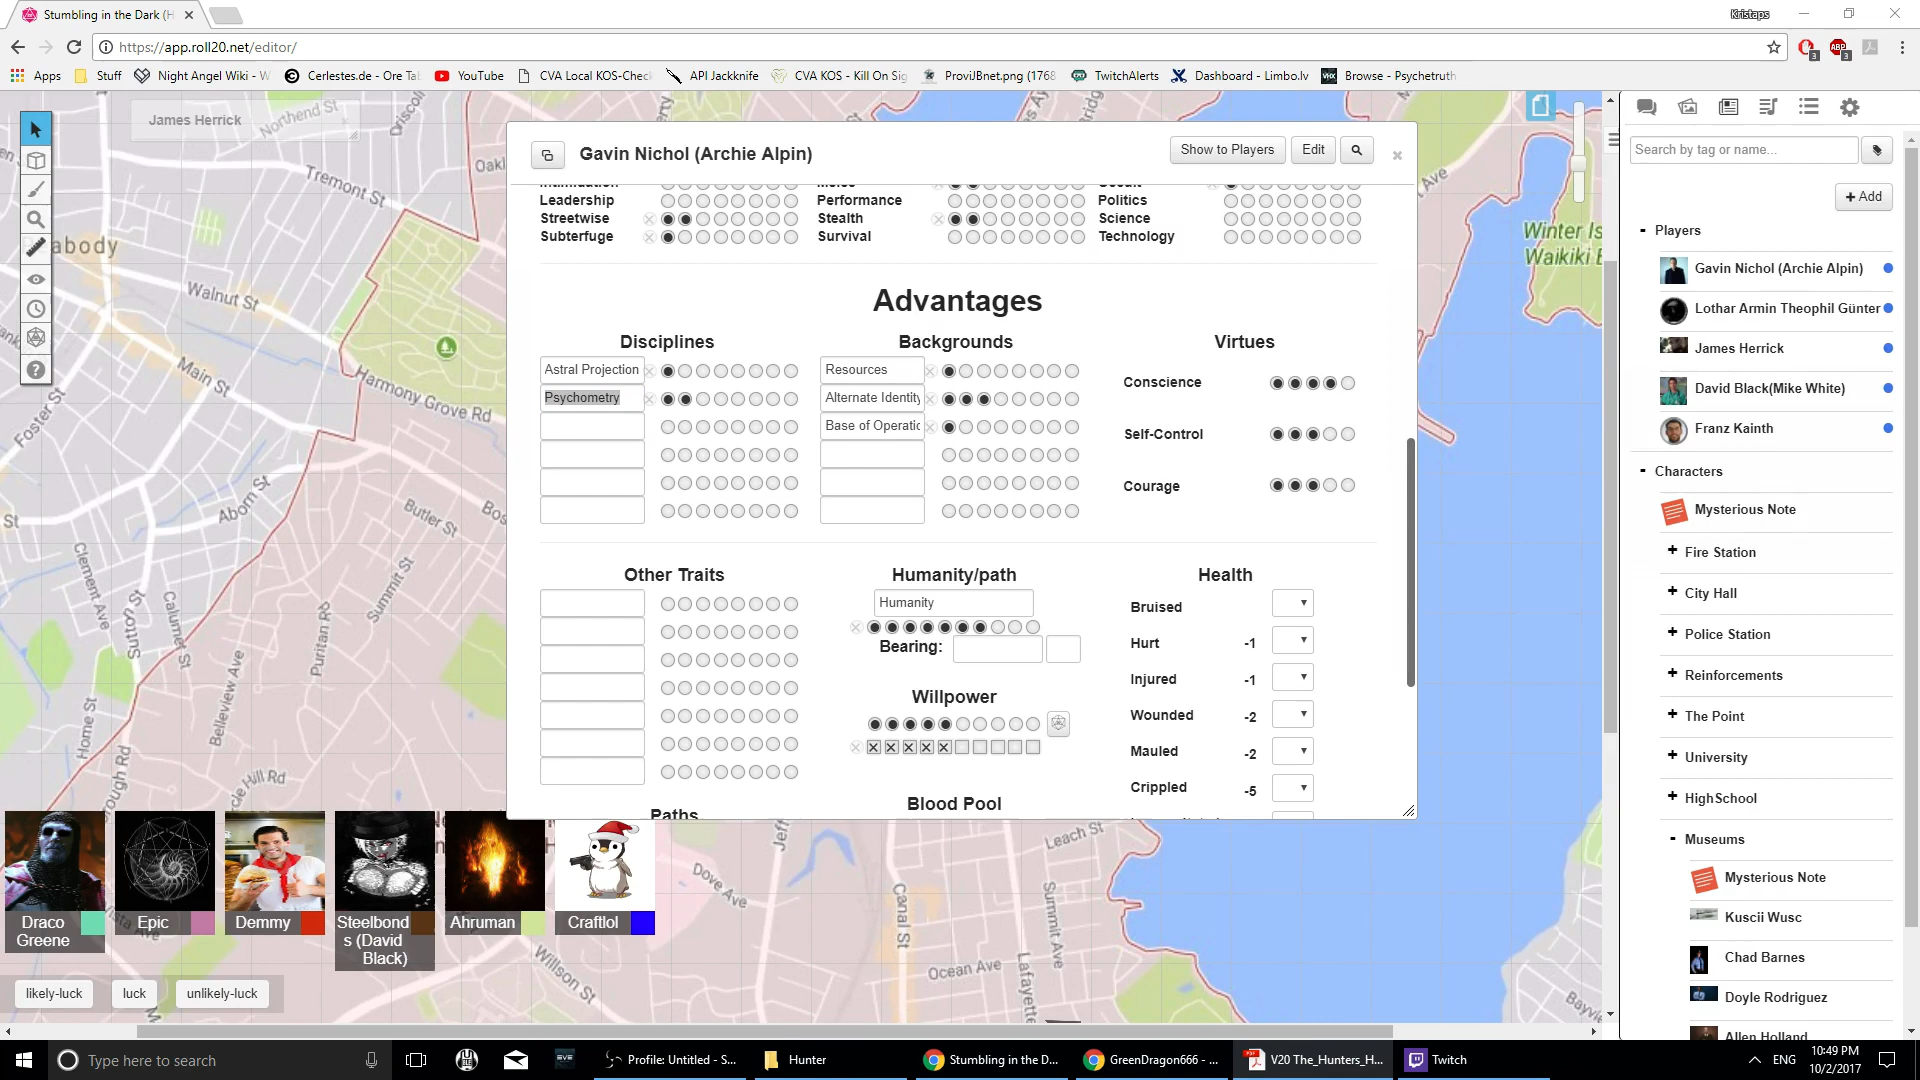 Stumbling in the Dark (H
Kristaps
https://app.roll20.net/editor/
Apps
Stuff
Night Angel Wiki - W
Cerlestes.de - Ore Ta
YouTube
CVA Local KOS-Check
API Jackknife
CVA KOS - Kill On Sig
ProviJBnet.png (1768
TwitchAlerts
Dashboard - Limbo.lv
Browse - Psychetruth
James Herrick
Northend St
Tremont St
abody
Walnut St
Main St
Harmony Grove Rd
Foster St
Aborn St
Butler St
Clement Ave
Calumet St
Sutton St
Summit St
Puritan Rd
Belleview Ave
Home St
Winter Is
Waikiki B
Gavin Nichol (Archie Alpin)
Show to Players
Edit
Leadership
Performance
Politics
Streetwise
Stealth
Science
Subterfuge
Survival
Technology
Advantages
Disciplines
Backgrounds
Virtues
Astral Projection
Resources
Conscience
Psychometry
Alternate Identity
Base of Operatic
Self-Control
Courage
Other Traits
Humanity/path
Health
Humanity
Bruised
Bearing:
Hurt -1
Injured -1
Willpower
Wounded -2
Mauled -2
Crippled -5
Blood Pool
Paths
Search by tag or name...
+ Add
Players
Gavin Nichol (Archie Alpin)
Lothar Armin Theophil Günter
James Herrick
David Black(Mike White)
Franz Kainth
Characters
Mysterious Note
Fire Station
City Hall
Police Station
Reinforcements
The Point
University
HighSchool
Museums
Mysterious Note
Kuscii Wusc
Chad Barnes
Doyle Rodriguez
Allen Holland
Draco
Greene
Epic
Demmy
Steelbond
s (David
Black)
Ahruman
Craftlol
likely-luck
luck
unlikely-luck
Leach St
Dove Ave
Canal St
Summit Ave
Willson St
Ocean Ave
Lafayette
Type here to search
Profile: Untitled - S...
Hunter
Stumbling in the D...
GreenDragon666 - ...
V20 The_Hunters_H...
Twitch
ENG
10:49 PM
10/2/2017